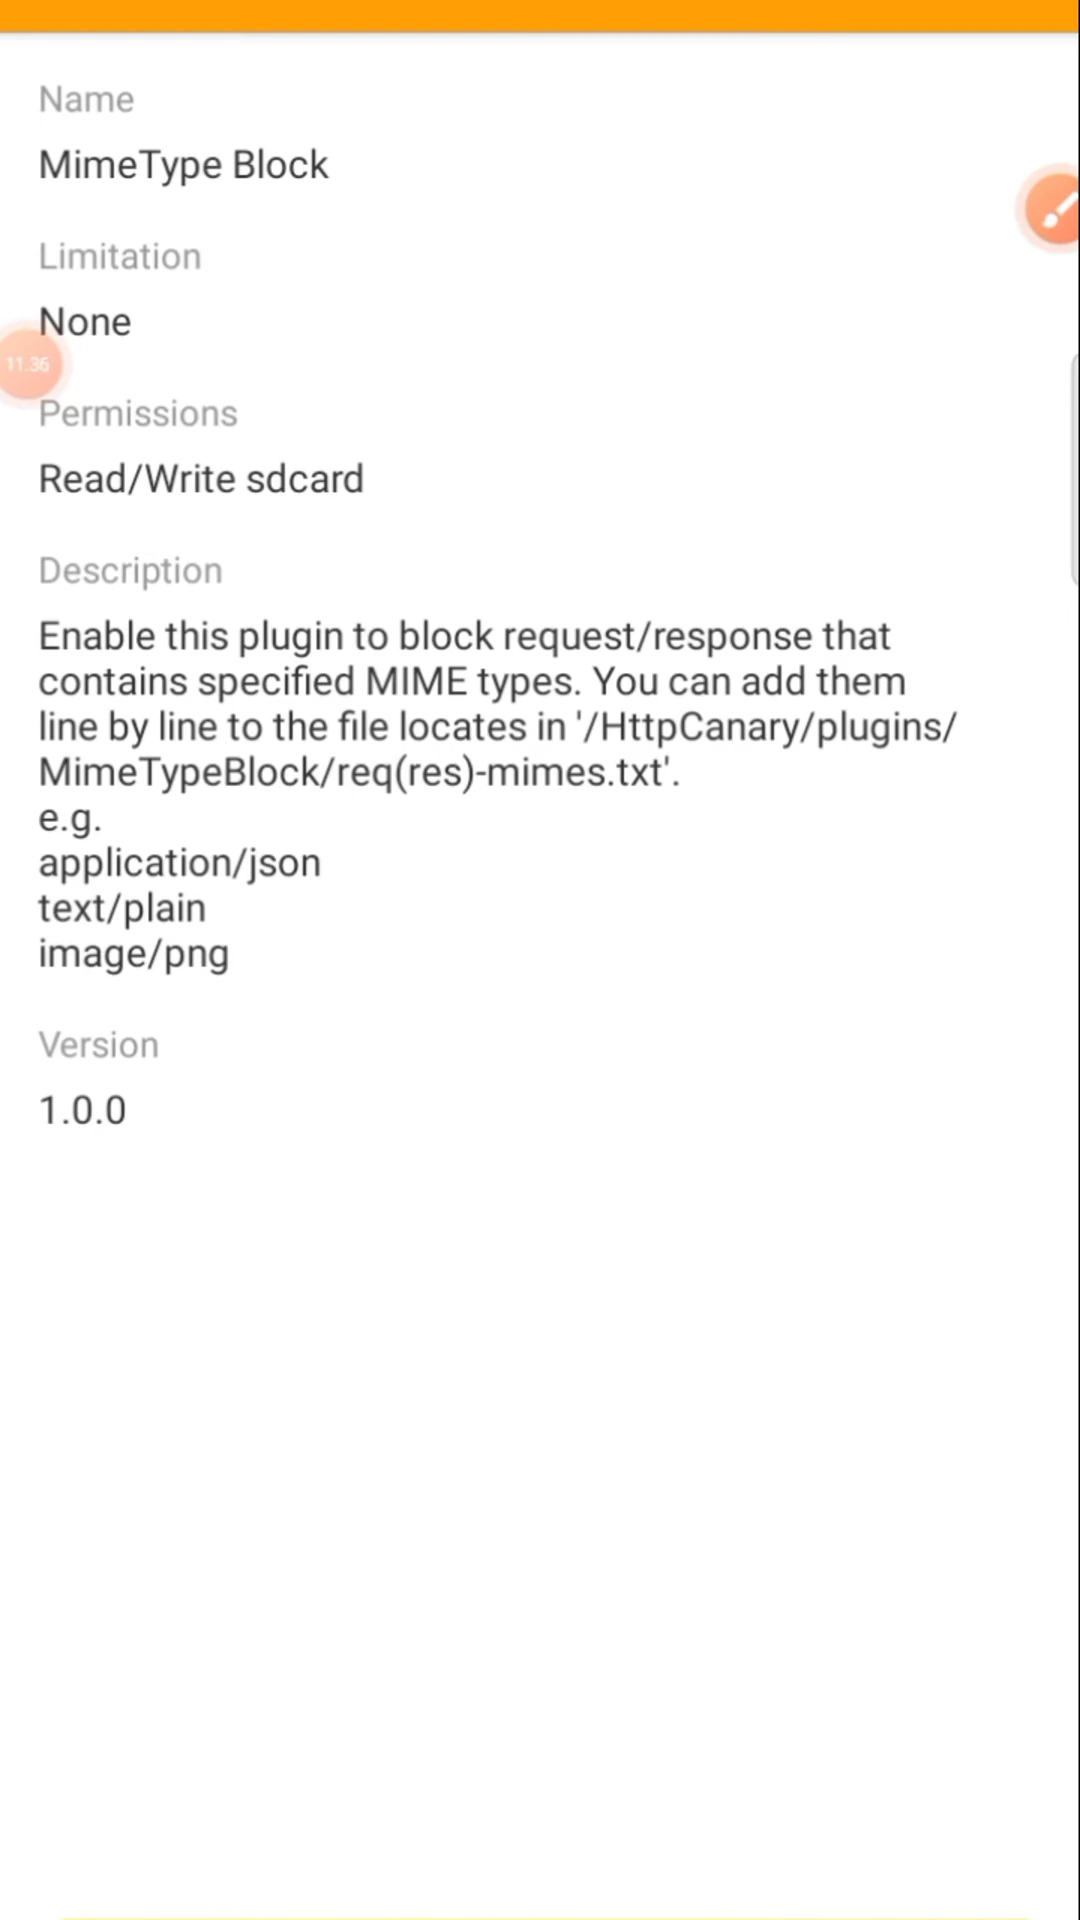 Name
MimeType Block
Limitation
None
11.36
Permissions
Read/Write sdcard
Description
Enable this plugin to block request/response that
contains specified MIME types. You can add them
line by line to the file locates in '/HttpCanary/plugins/
MimeTypeBlock/req(res)-mimes.txt'.
e.g.
application/json
text/plain
image/png
Version
1.0.0